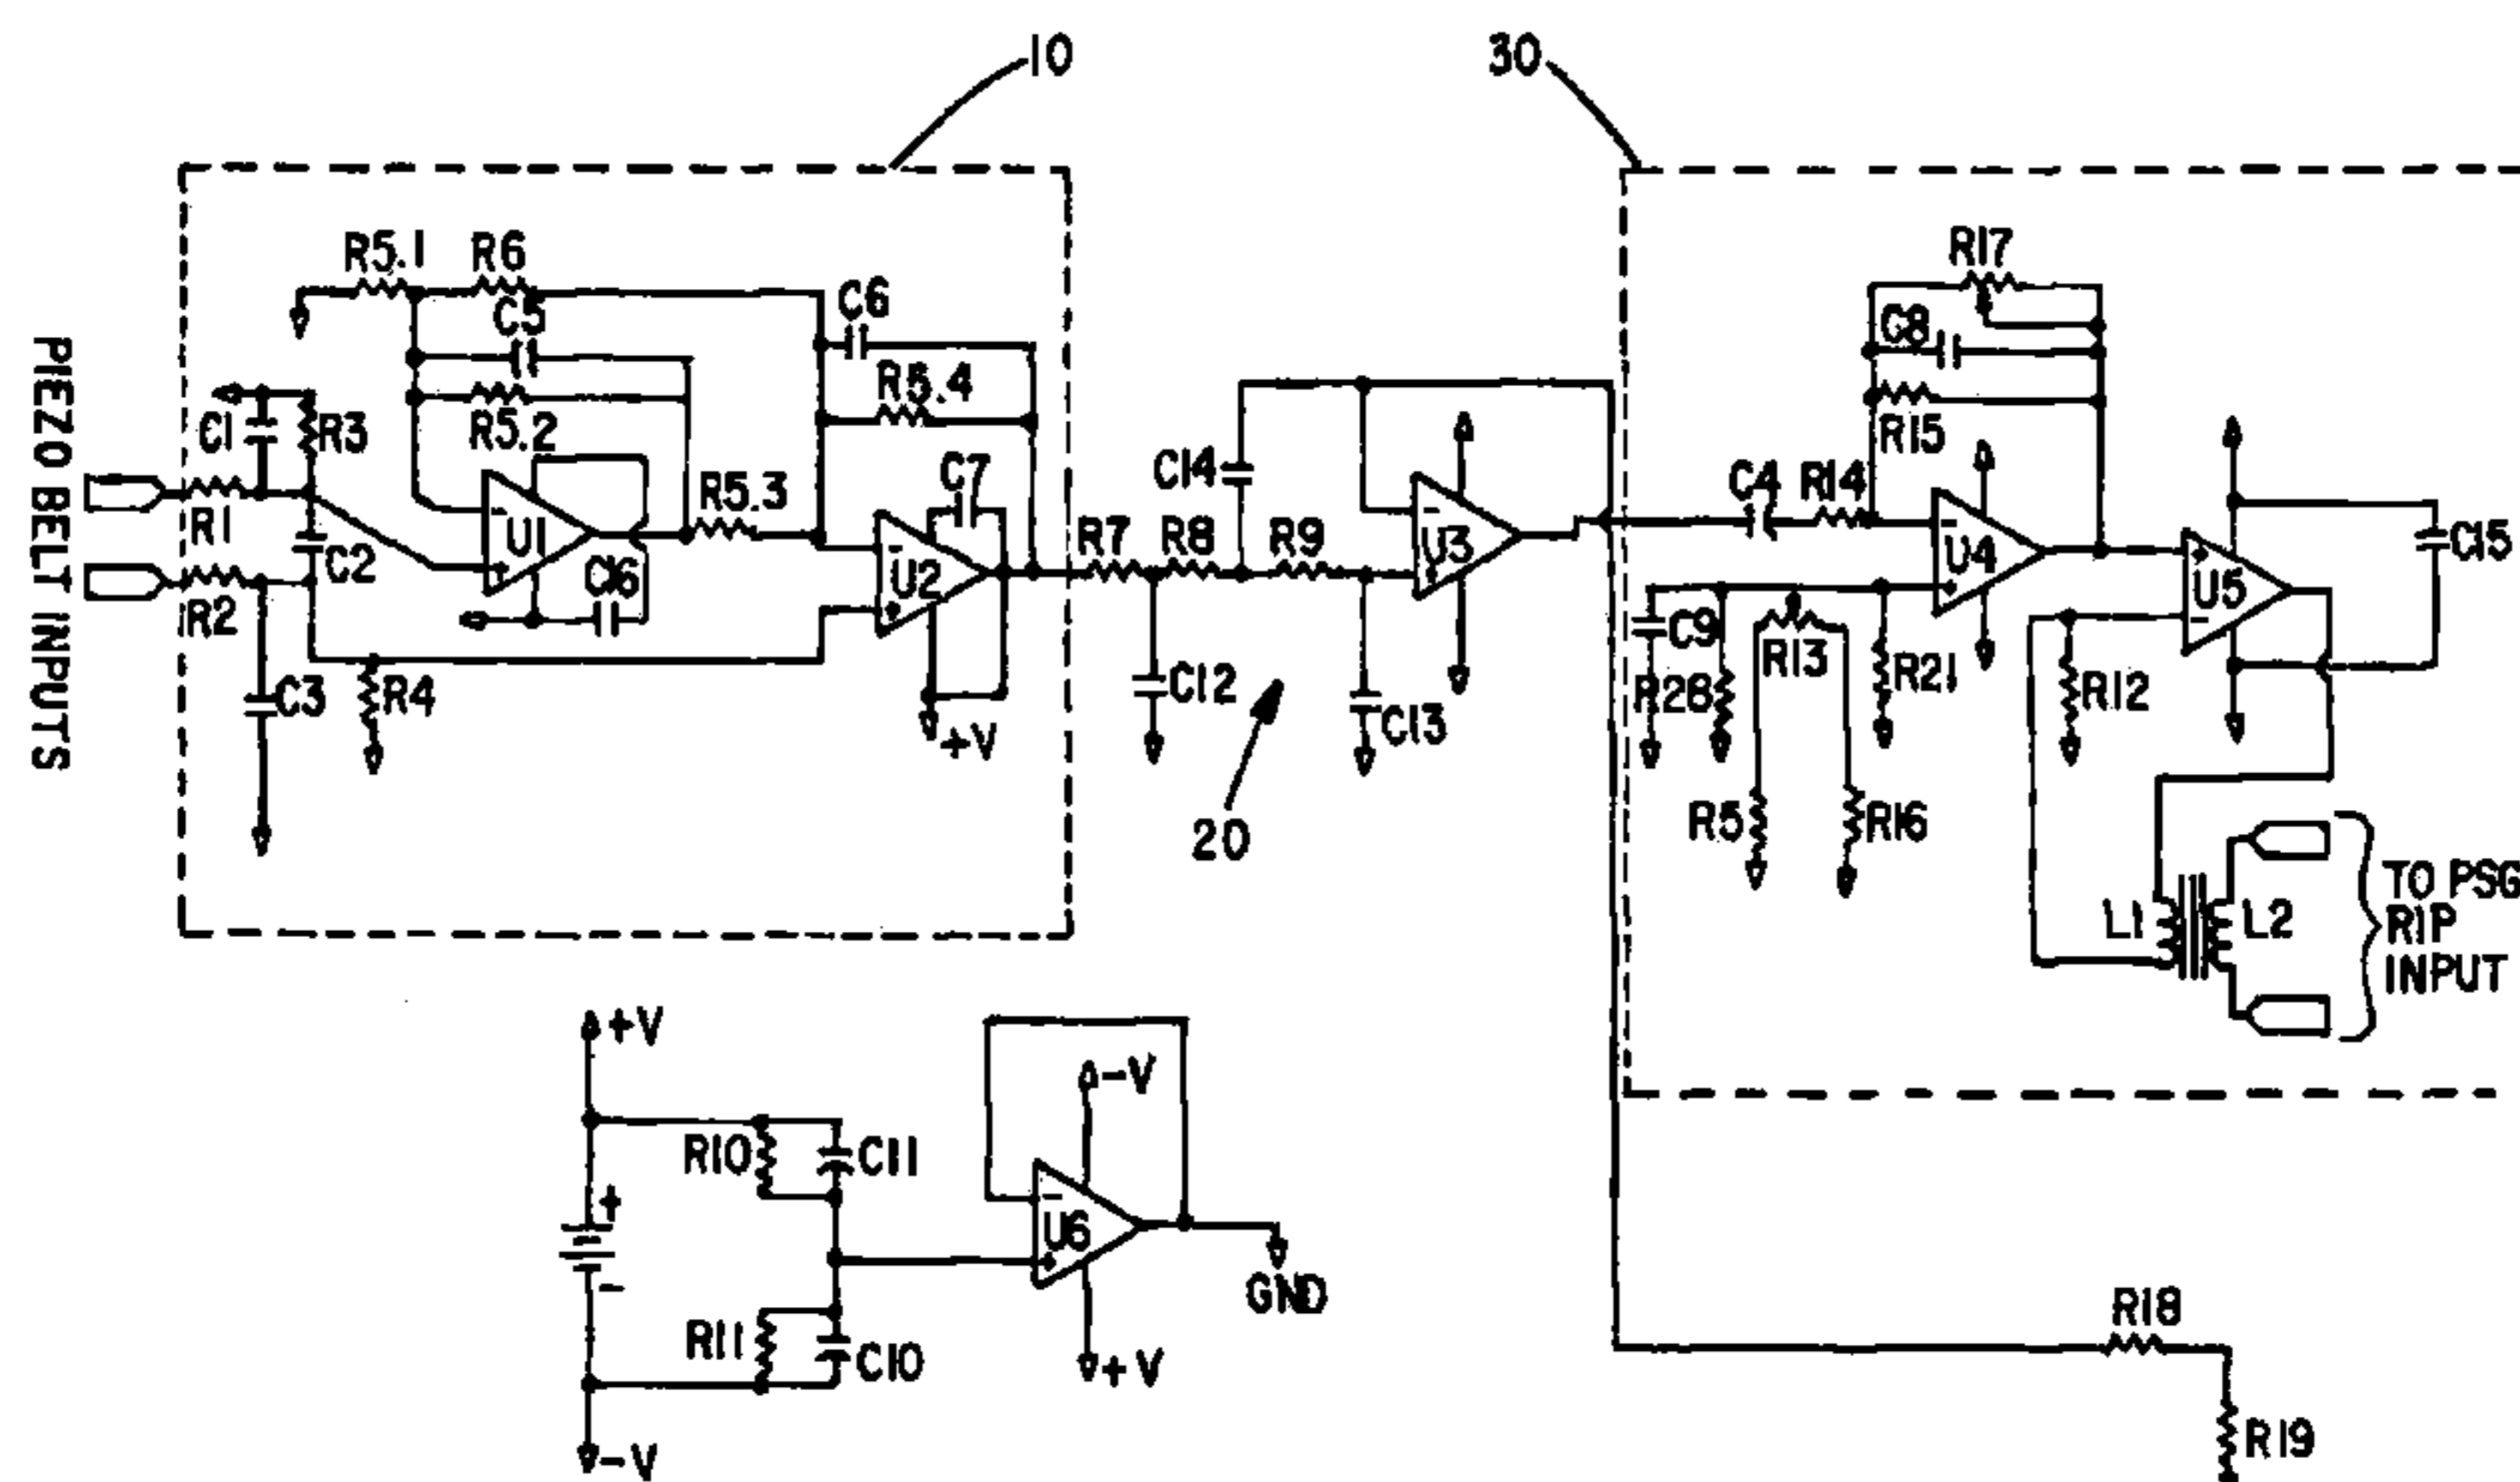 10
30
PIEZO BELT INPUTS
R5.1
R6
C5
C6
R5.4
R5.2
C1
R3
R1
C2
R2
C3
R4
U1
C16
R5.3
C7
U2
+V
R7
R8
R9
C14
U3
C12
C13
20
R17
C8
R15
C4
R14
U4
C9
R28
R13
R21
R5
R16
U5
C15
R12
L1
L2
TO PSG
RIP
INPUT
+V
R10
C11
+
-
R11
C10
-V
-V
U6
+V
GND
R18
R19